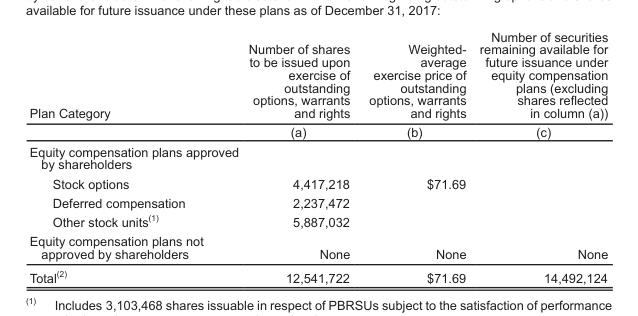 available for future issuance under these plans as of December 31, 2017:
Number of shares
to be issued upon
exercise of
outstanding
options, warrants
and rights
Weighted-
average
exercise price of
outstanding
options, warrants
and rights
Number of securities
remaining available for
future issuance under
equity compensation
plans (excluding
shares reflected
in column (a))
Plan Category
(a) (b) (c)
Equity compensation plans approved
by shareholders
Stock options 4,417,218 $71.69
Deferred compensation 2,237,472
Other stock units(1) 5,887,032
Equity compensation plans not
approved by shareholders None None None
Total(2) 12,541,722 $71.69 14,492,124
(1) Includes 3,103,468 shares issuable in respect of PBRSUs subject to the satisfaction of performance